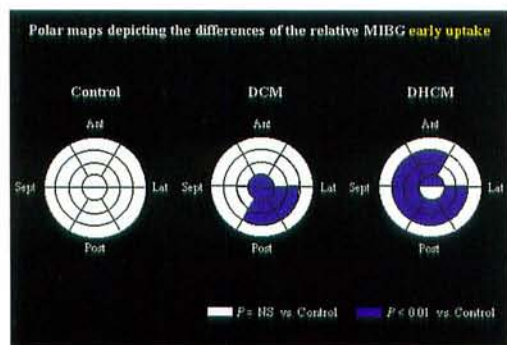 Polar maps depicting the differences of the relative MIBG early uptake
Control DCM DHCM
Ant Ant Ant
Sept Lat Sept Lat Sept Lat
Post Post Post
P = NS vs. Control P < 0.01 vs. Control